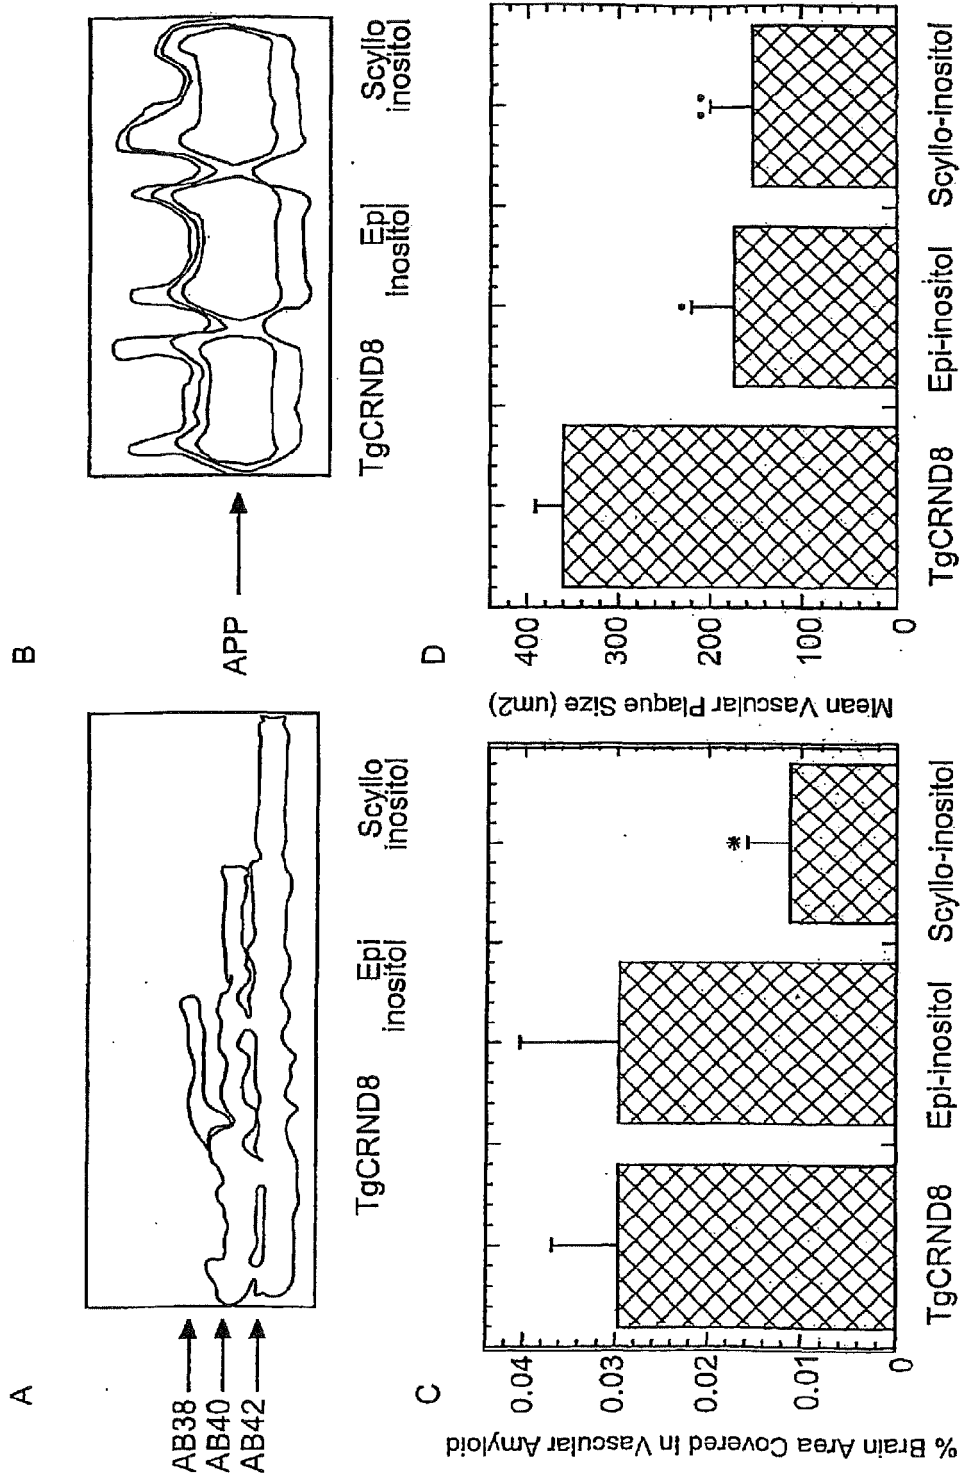 A
AB38
AB40
AB42
TgCRND8
Epi
inositol
Scyllo
inositol
B
APP
TgCRND8
Epi
inositol
Scyllo
inositol
C
% Brain Area Covered In Vascular Amyloid
0.04
0.03
0.02
0.01
0
TgCRND8
Epi-inositol
Scyllo-inositol
*
D
Mean Vascular Plaque Size (um2)
400
300
200
100
0
TgCRND8
Epi-inositol
Scyllo-inositol